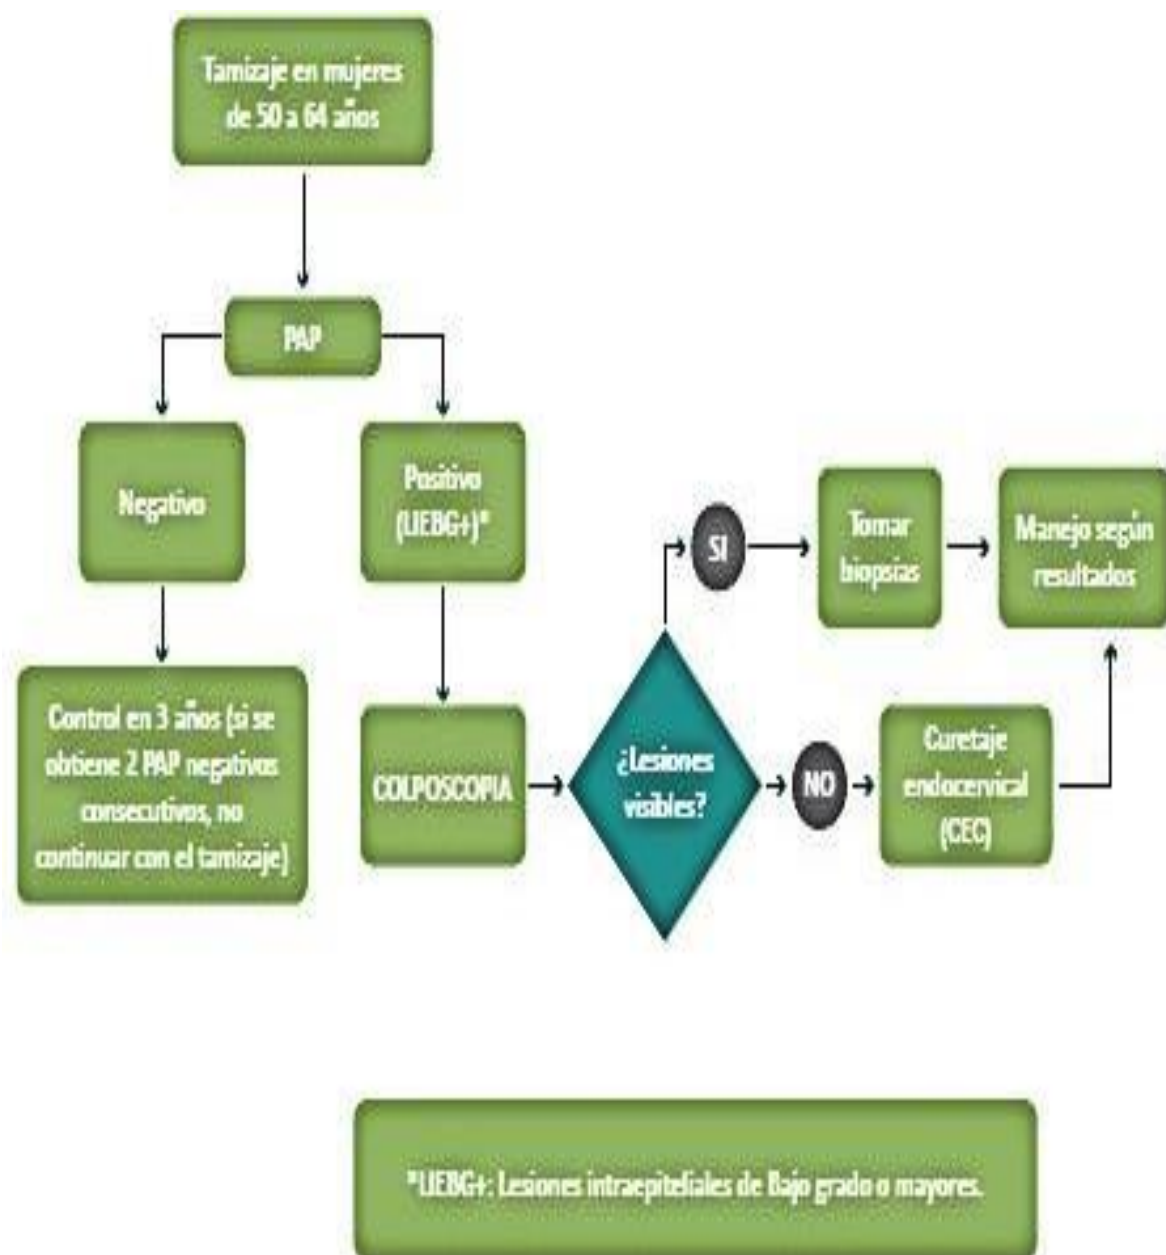 Tamizaje en mujeres
de 50 a 64 años
PAP
Negativo
Positivo
(LIEBG+)*
Control en 3 años (si se
obtiene 2 PAP negativos
consecutivos, no
continuar con el tamizaje)
COLPOSCOPIA
¿Lesiones
visibles?
SI
Tomar
biopsias
Manejo según
resultados
NO
Curetaje
endocervical
(CEC)
*LIEBG+: Lesiones intraepiteliales de Bajo grado o mayores.